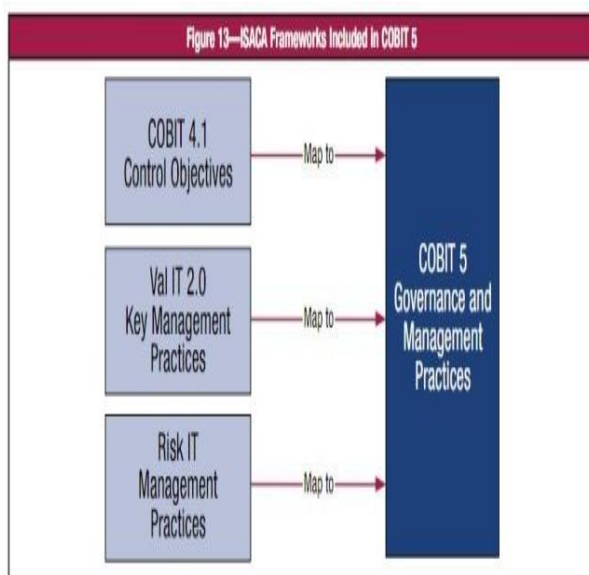 Figure 13—ISACA Frameworks Included in COBIT 5
COBIT 4.1
Control Objectives
Map to
Val IT 2.0
Key Management
Practices
Map to
Risk IT
Management
Practices
Map to
COBIT 5
Governance and
Management
Practices